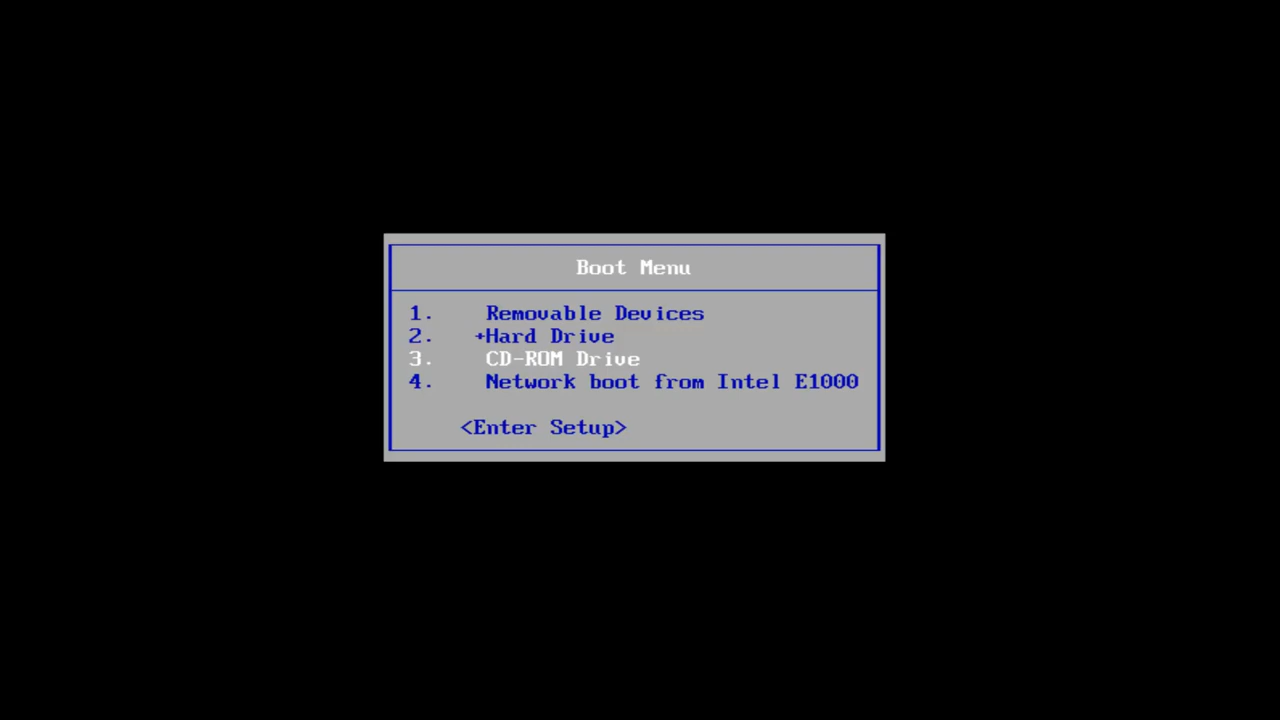 Boot Menu
1. Removable Devices
2. +Hard Drive
3. CD-ROM Drive
4. Network boot from Intel E1000
<Enter Setup>